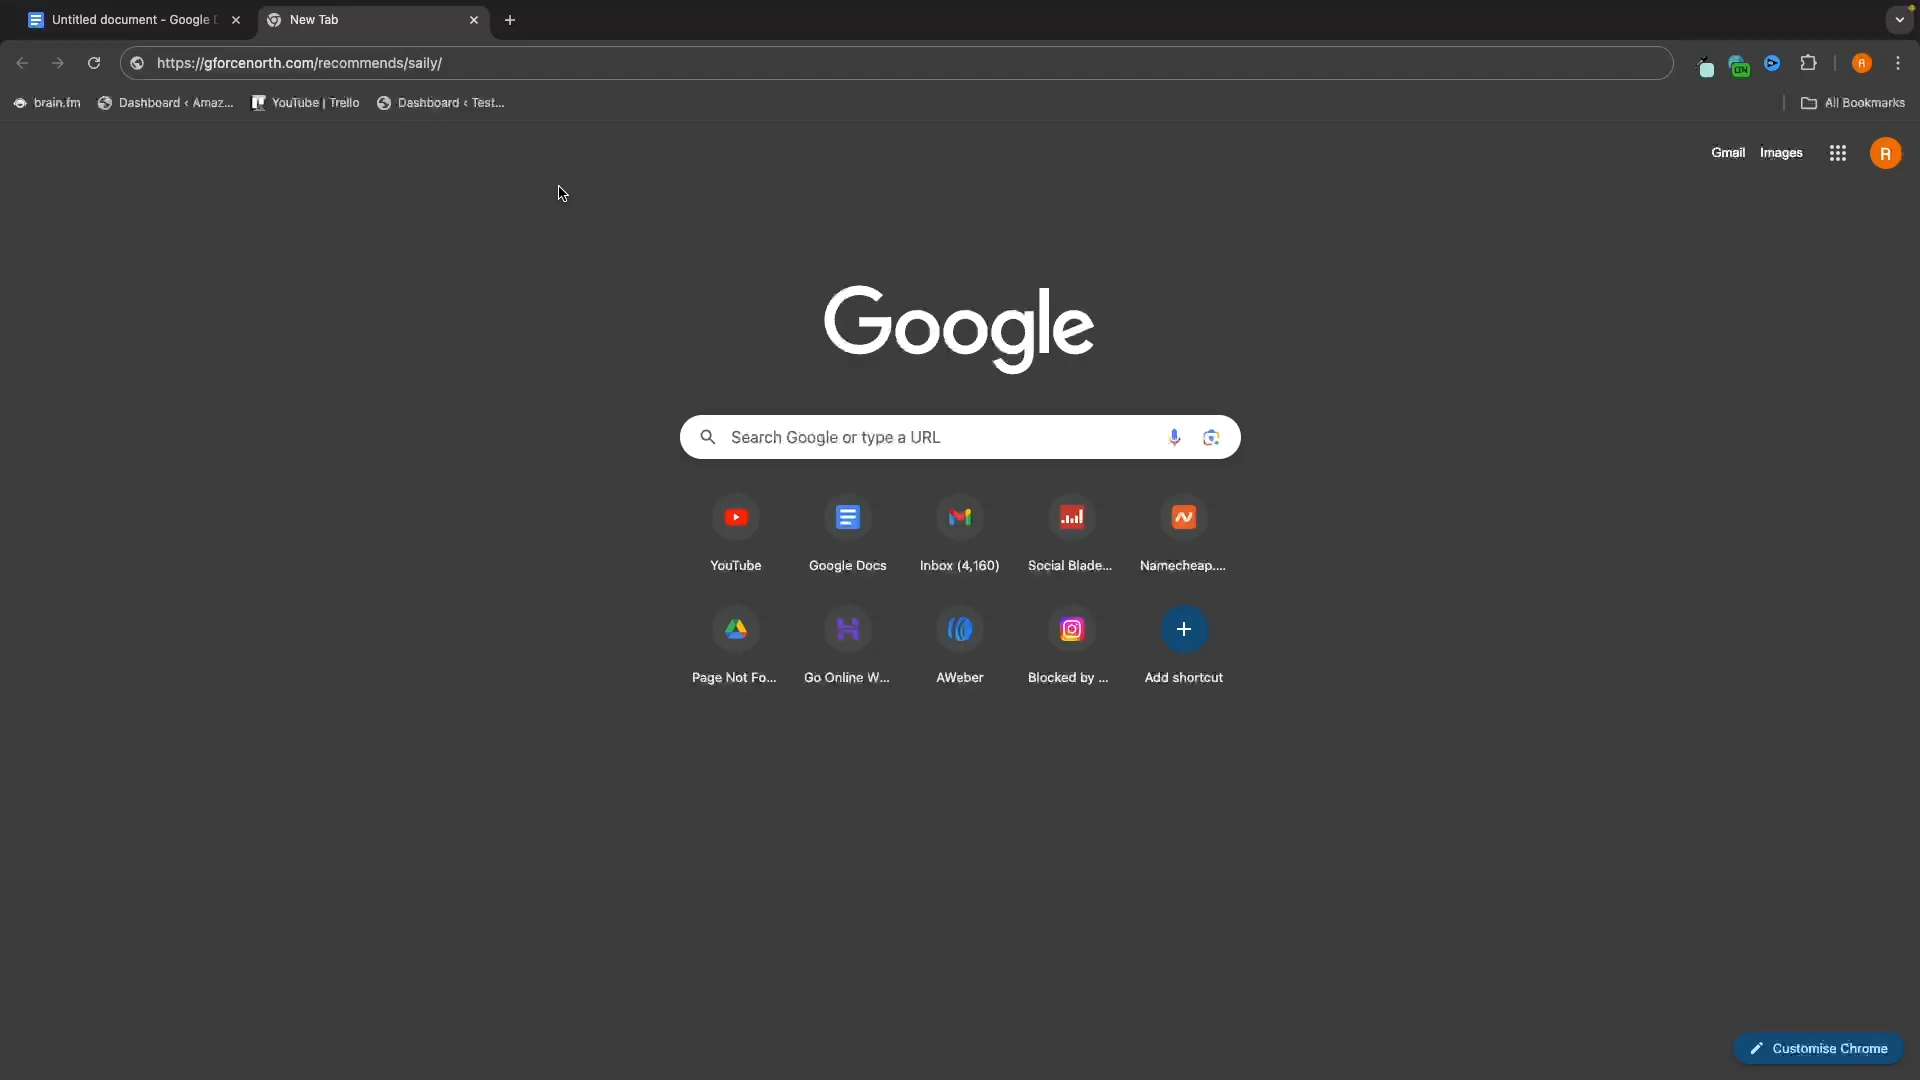 Untitled document - Google D
New Tab
https://gforcenorth.com/recommends/saily/
ON
R
brain.fm
Dashboard ‹ Amaz...
YouTube | Trello
Dashboard ‹ Test...
All Bookmarks
Gmail
Images
R
Google
Search Google or type a URL
YouTube
Google Docs
Inbox (4,160)
Social Blade...
Namecheap....
Page Not Fo...
Go Online W...
AWeber
Blocked by ...
Add shortcut
Customise Chrome